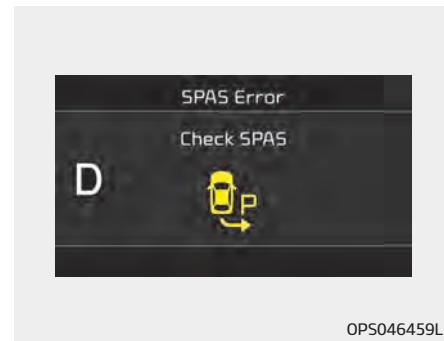 SPAS Error
Check SPAS
D
P
OPS046459L